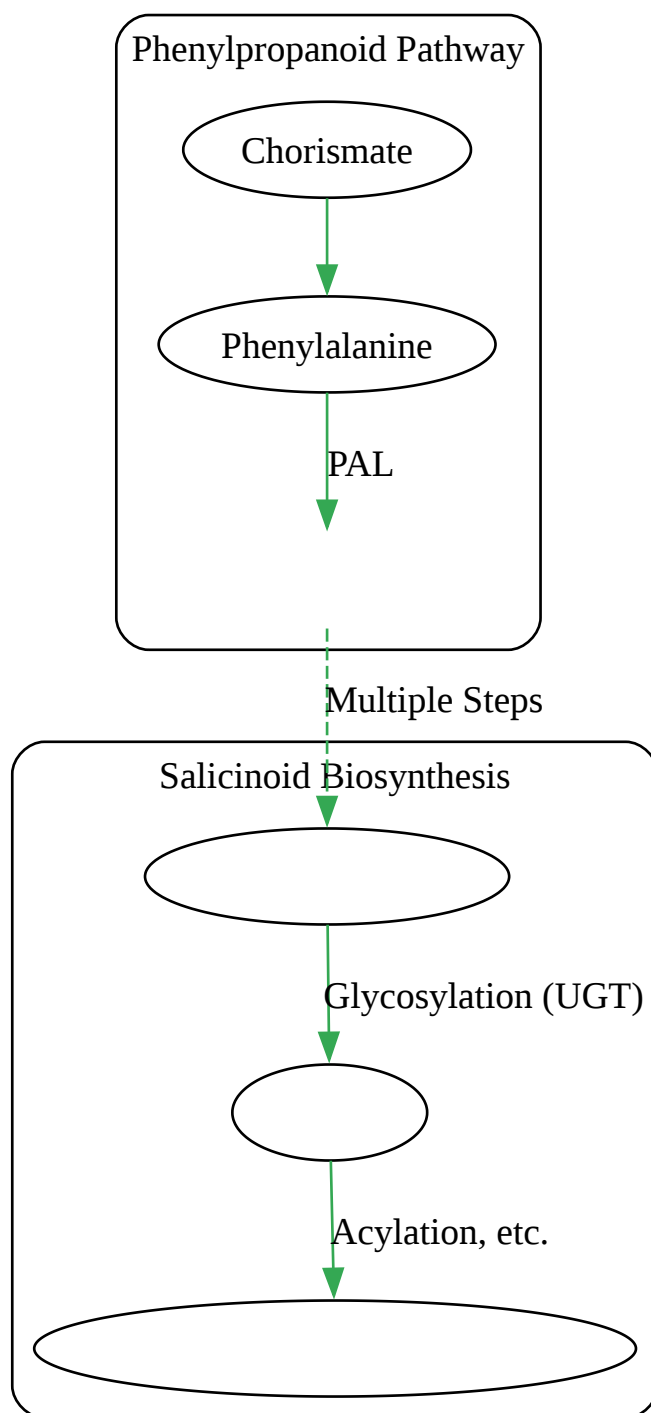 Phenylpropanoid Pathway
Chorismate
Phenylalanine
PAL
Multiple Steps
Salicinoid Biosynthesis
Glycosylation (UGT)
Acylation, etc.